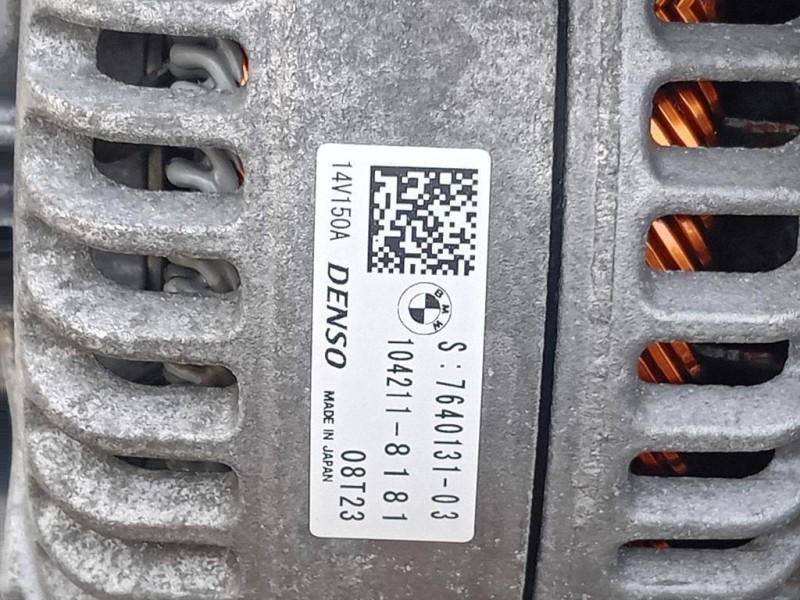 BMW
S:7640131-03
104211-8181
08T23
14V150A DENSO MADE IN JAPAN